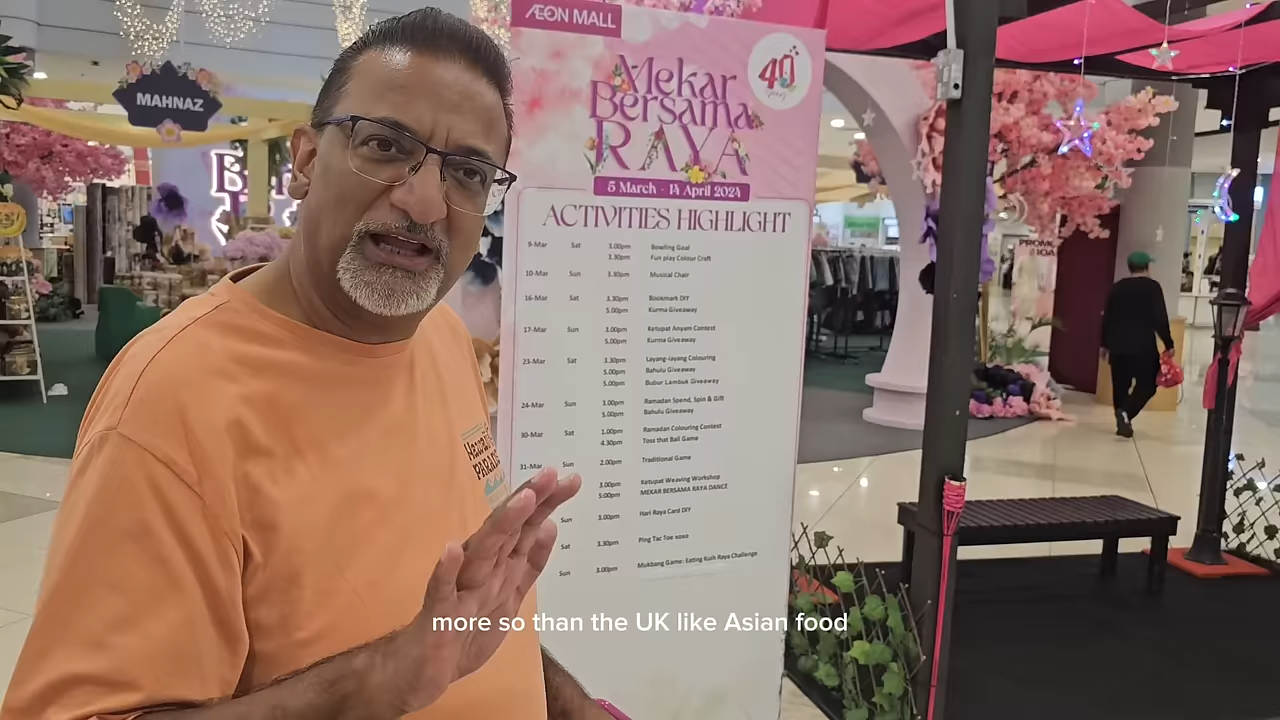 ÆON MALL
Mekar
Bersama
RAYA
40
5 March - 14 April 2024
ACTIVITIES HIGHLIGHT
9-Mar Sat 3.00pm Bowling Goal
3.30pm Fun play Colour Craft
10-Mar Sun 3.30pm Musical Chair
16-Mar Sat 3.30pm Bookmark DIY
5.00pm Kurma Giveaway
17-Mar Sun 3.00pm Ketupat Anyam Contest
5.00pm Kurma Giveaway
23-Mar Sat 3.30pm Layang-layang Colouring
5.00pm Bahulu Giveaway
5.00pm Bubur Lambuk Giveaway
24-Mar Sun 3.00pm Ramadan Spend, Spin & Gift
5.00pm Bahulu Giveaway
30-Mar Sat 1.00pm Ramadan Colouring Contest
4.30pm Toss that Ball Game
31-Mar Sun 2.00pm Traditional Game
3.00pm Ketupat Weaving Workshop
5:00pm MEKAR BERSAMA RAYA DANCE
Sun 3.00pm Hari Raya Card DIY
Sat 3.30pm Ping Tac Toe xoxo
Sun 3.00pm Mukbang Game: Eating Kuih Raya Challenge
MAHNAZ
more so than the UK like Asian food